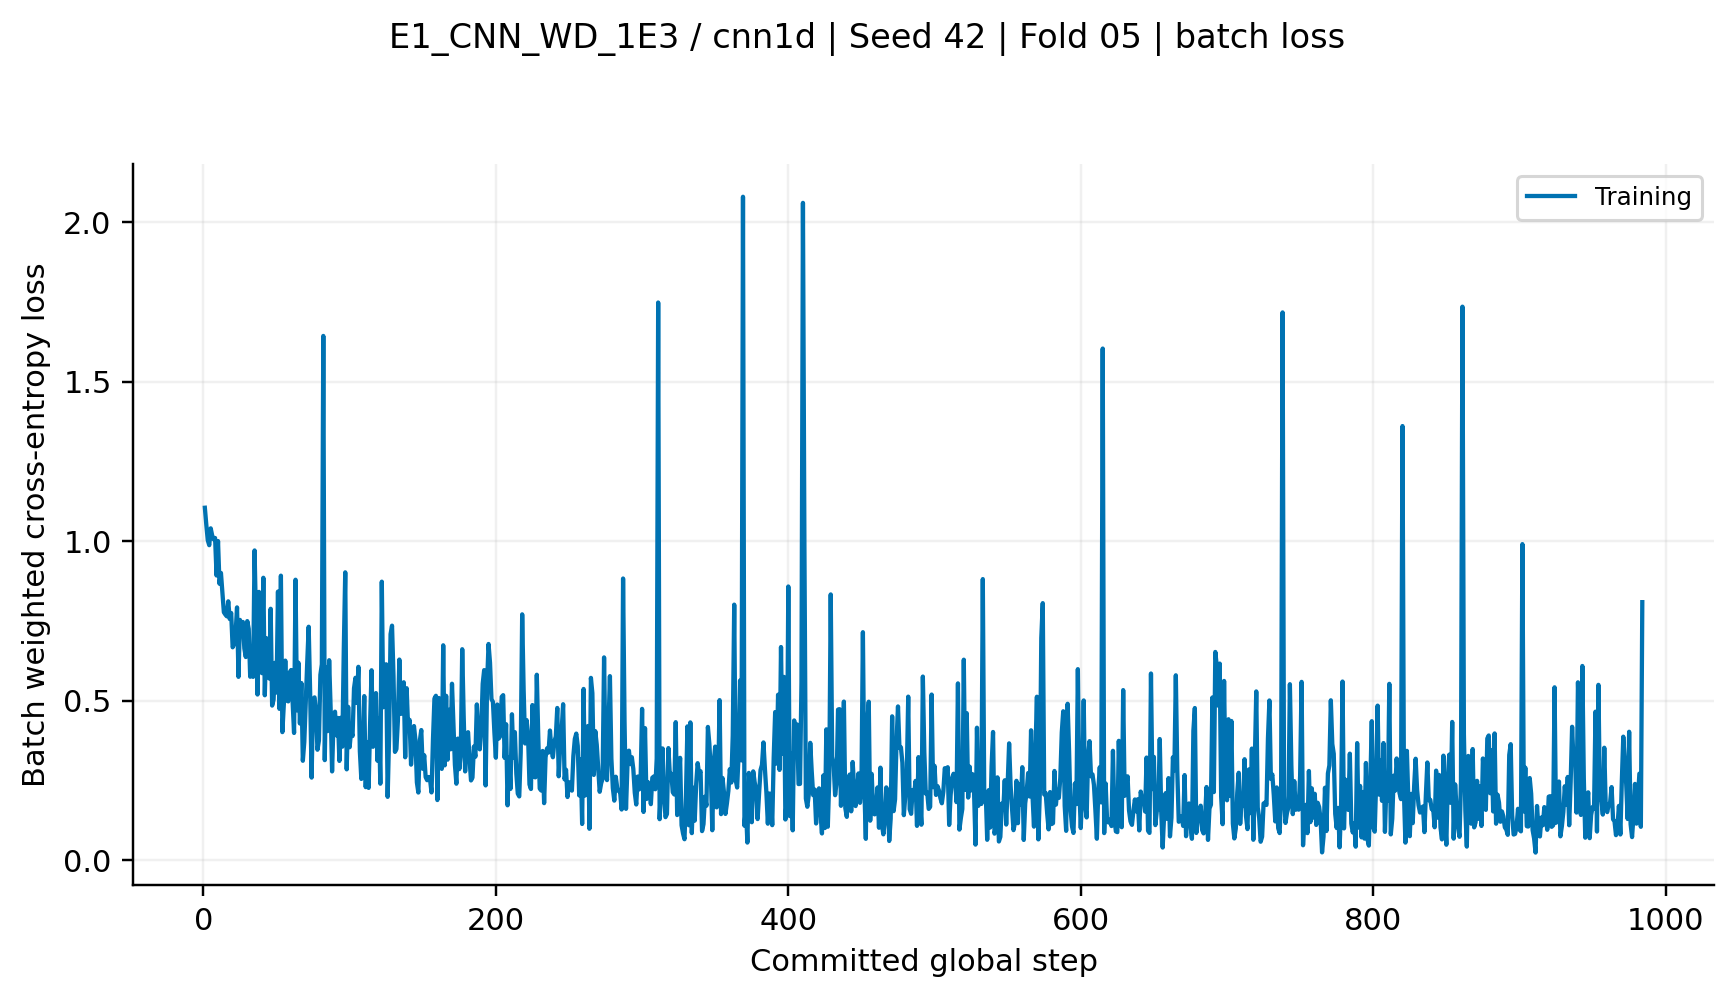 E1_CNN_WD_1E3 / cnn1d | Seed 42 | Fold 05 | batch loss
Training
Batch weighted cross-entropy loss
2.0
1.5
1.0
0.5
0.0
0 200 400 600 800 1000
Committed global step